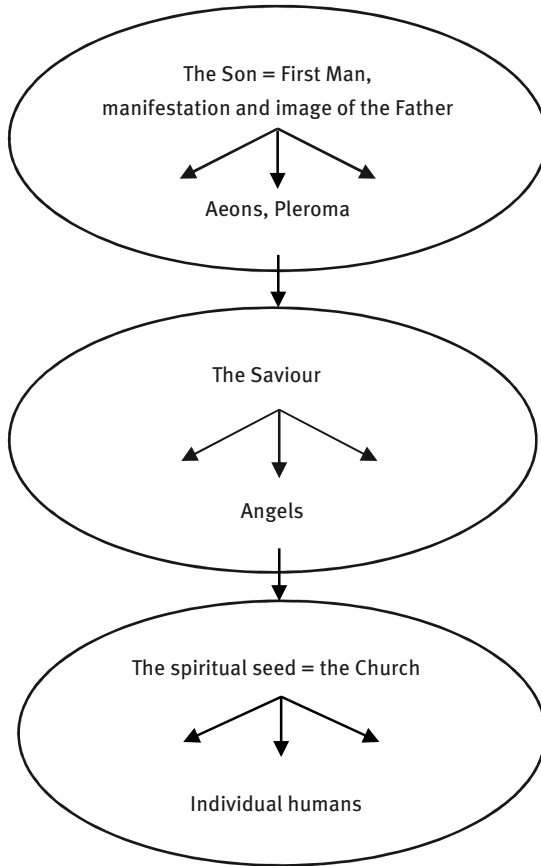 The Son = First Man,
manifestation and image of the Father
Aeons, Pleroma
The Saviour
Angels
The spiritual seed = the Church
Individual humans